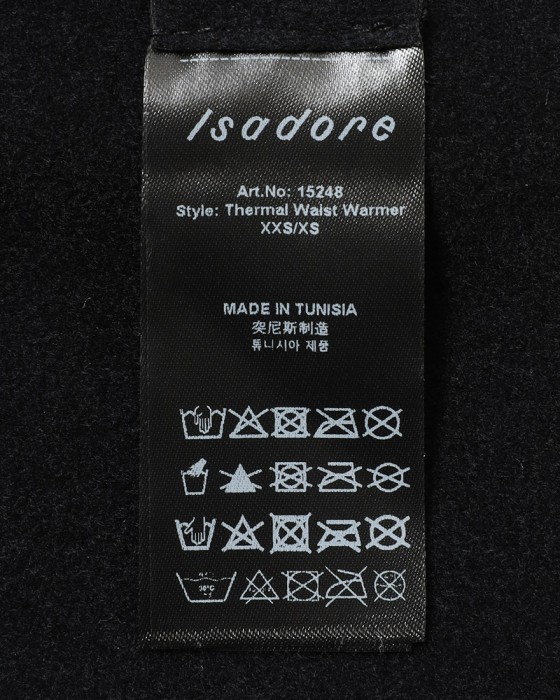 Isadore
Art.No: 15248
Style: Thermal Waist Warmer
XXS/XS
MADE IN TUNISIA
突尼斯制造
튜니시아 제품